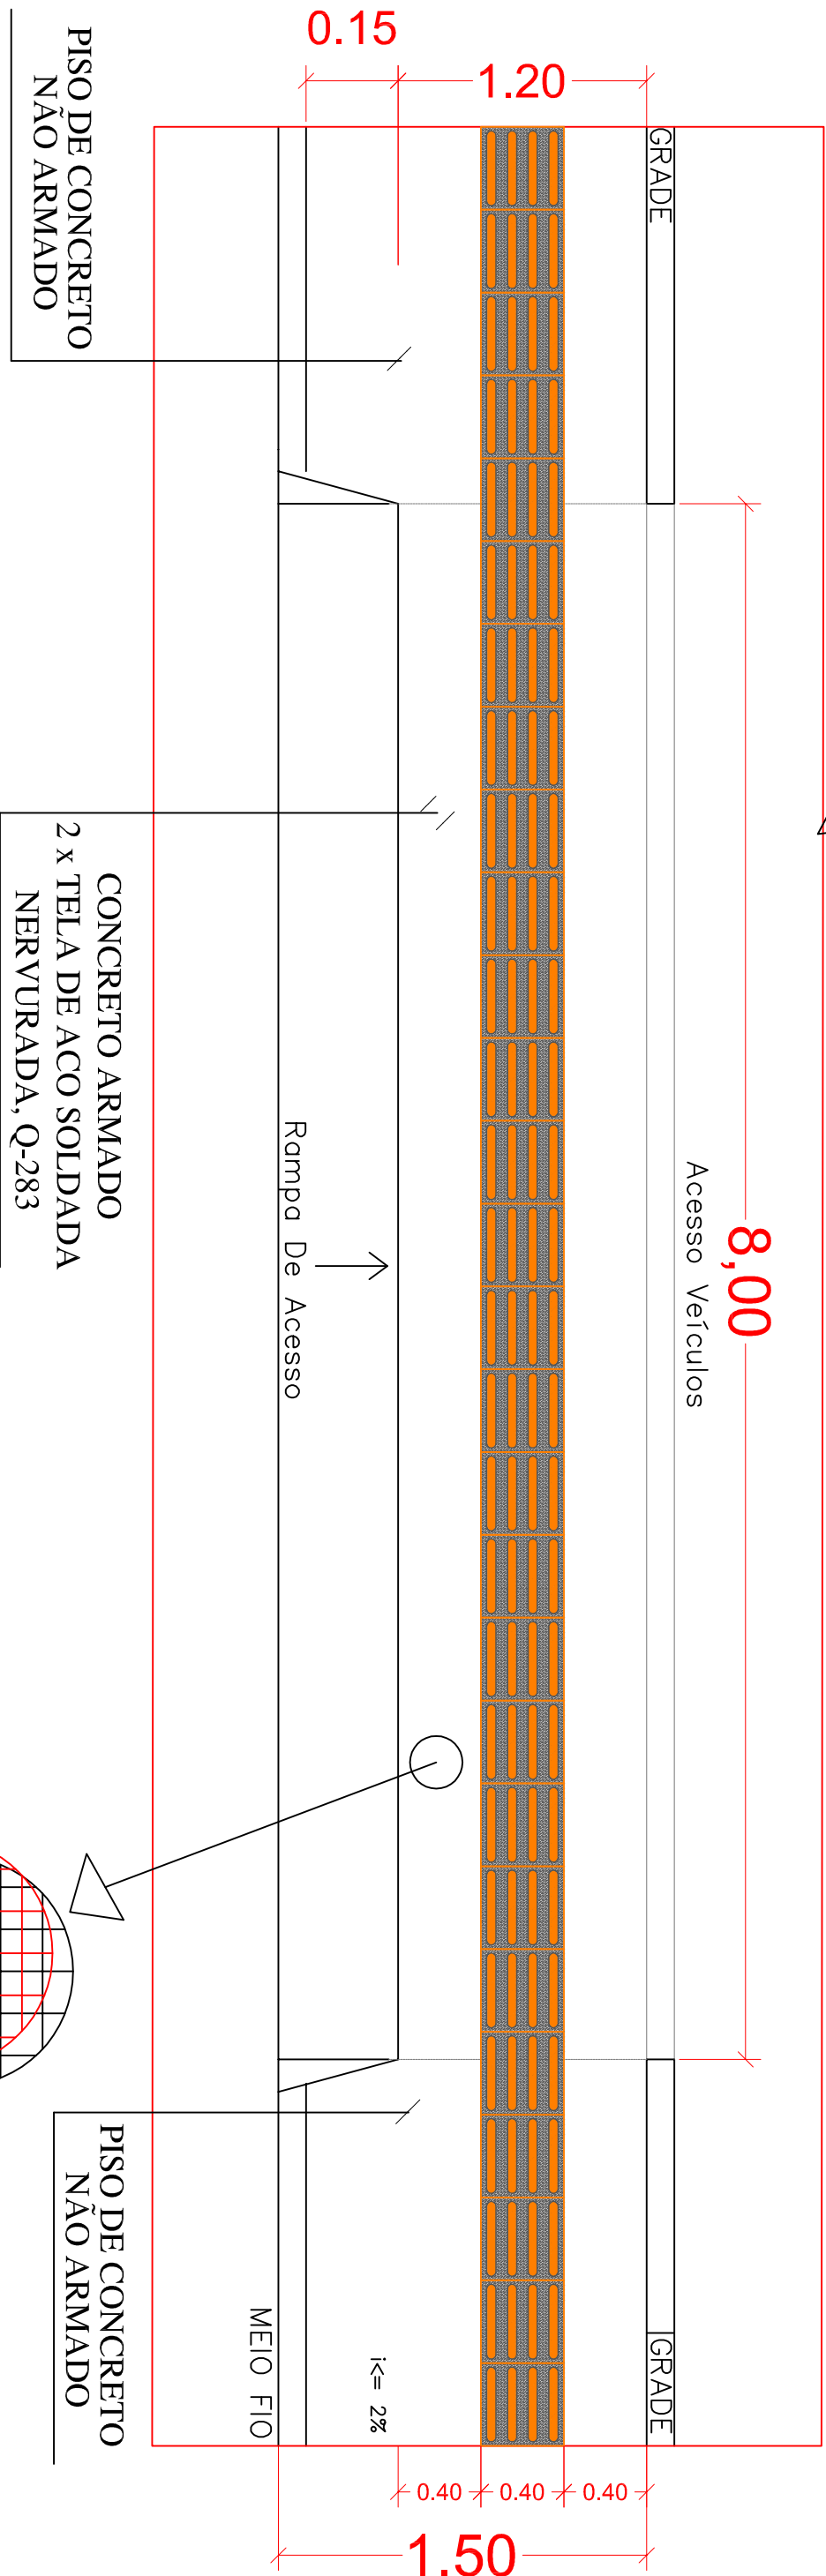 0.15
1.20
GRADE
PISO DE CONCRETO
NÃO ARMADO
8,00
Acesso Veículos
Rampa De Acesso
CONCRETO ARMADO
2 x TELA DE ACO SOLDADA
NERVURADA, Q-283
GRADE
i<= 2%
MEIO FIO
PISO DE CONCRETO
NÃO ARMADO
0.40
0.40
0.40
1.50